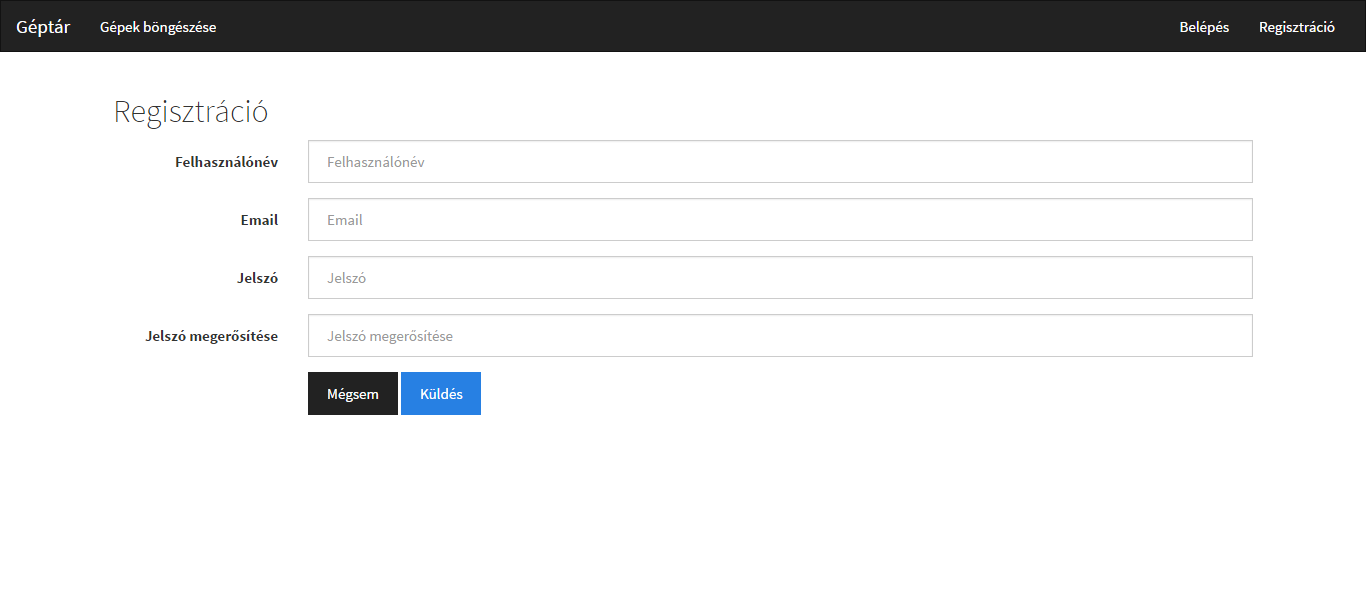 Géptár Gépek böngészése Belépés Regisztráció
Regisztráció
Felhasználónév Felhasználónév
Email Email
Jelszó Jelszó
Jelszó megerősítése Jelszó megerősítése
Mégsem Küldés